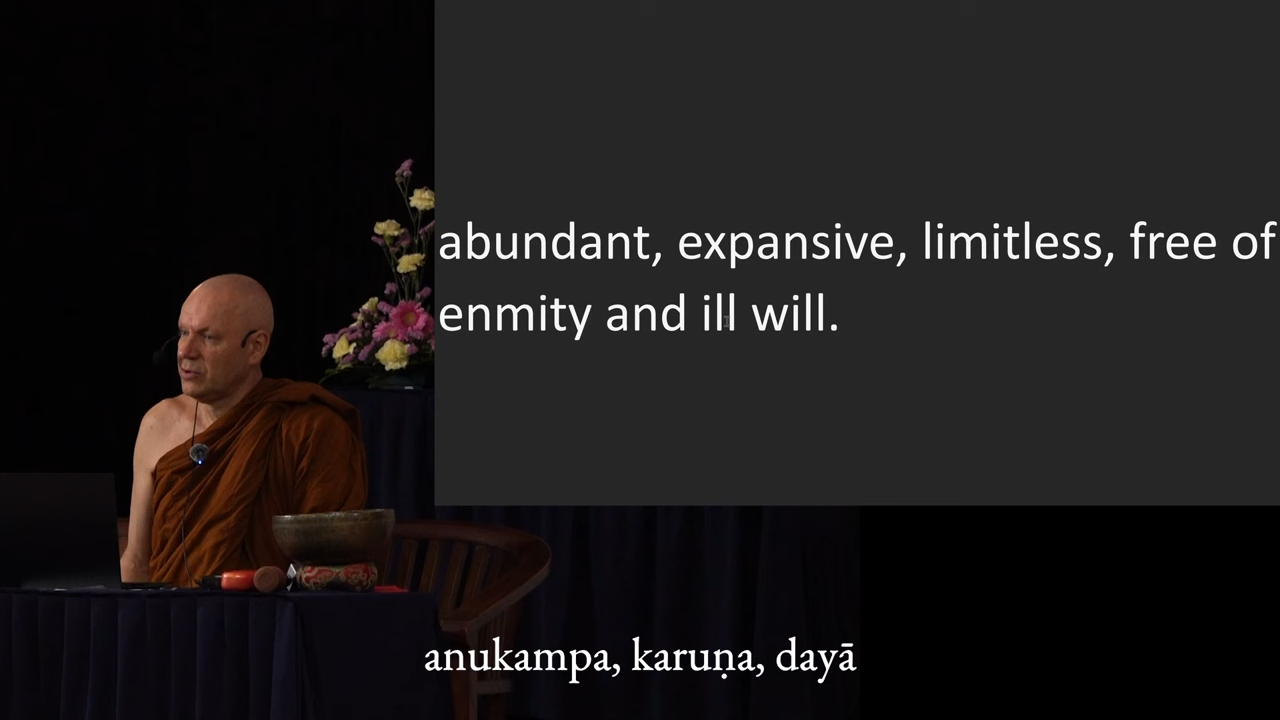 abundant, expansive, limitless, free of
enmity and ill will.
anukampa, karuṇa, dayā